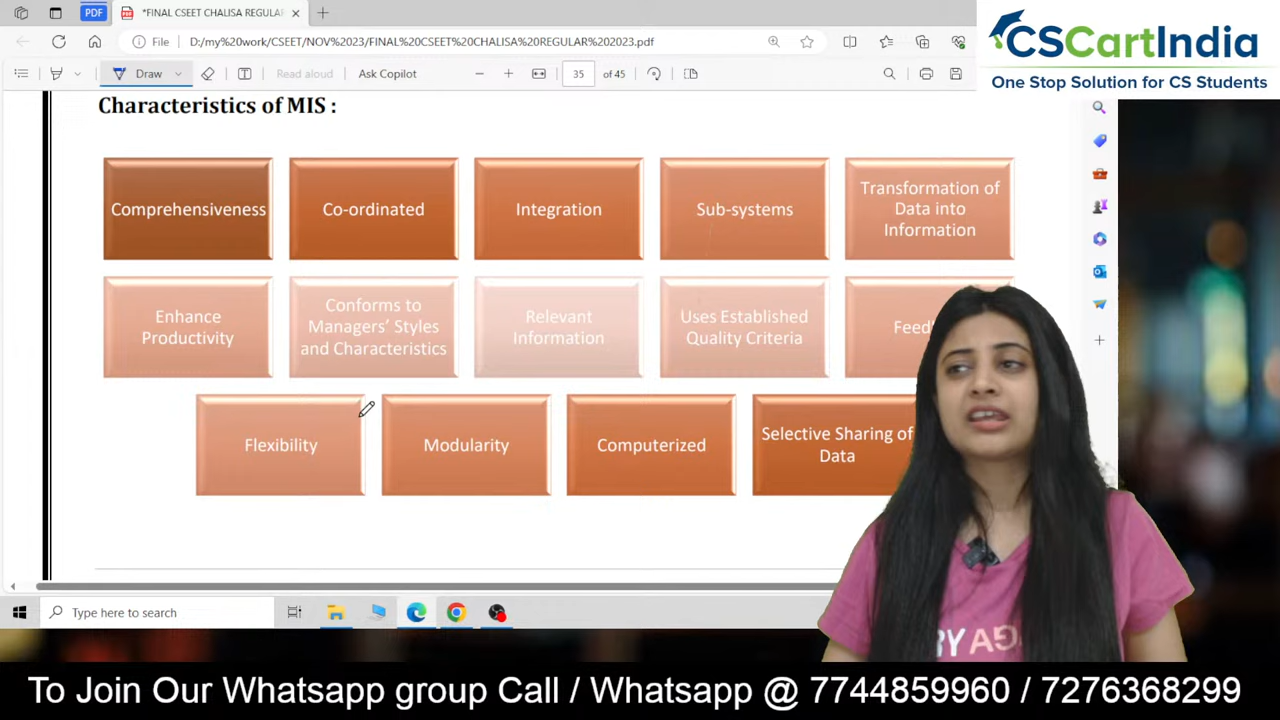 PDF
*FINAL CSEET CHALISA REGULAR
File
D:/my%20work/CSEET/NOV%2023/FINAL%20CSEET%20CHALISA%20REGULAR%202023.pdf
Draw
Read aloud
Ask Copilot
35
of 45
CSCartIndia
One Stop Solution for CS Students
Characteristics of MIS :
Comprehensiveness
Co-ordinated
Integration
Sub-systems
Transformation of
Data into
Information
Enhance
Productivity
Conforms to
Managers’ Styles
and Characteristics
Relevant
Information
Uses Established
Quality Criteria
Flexibility
Modularity
Computerized
Selective Sharing of
Data
Type here to search
To Join Our Whatsapp group Call / Whatsapp @ 7744859960 / 7276368299